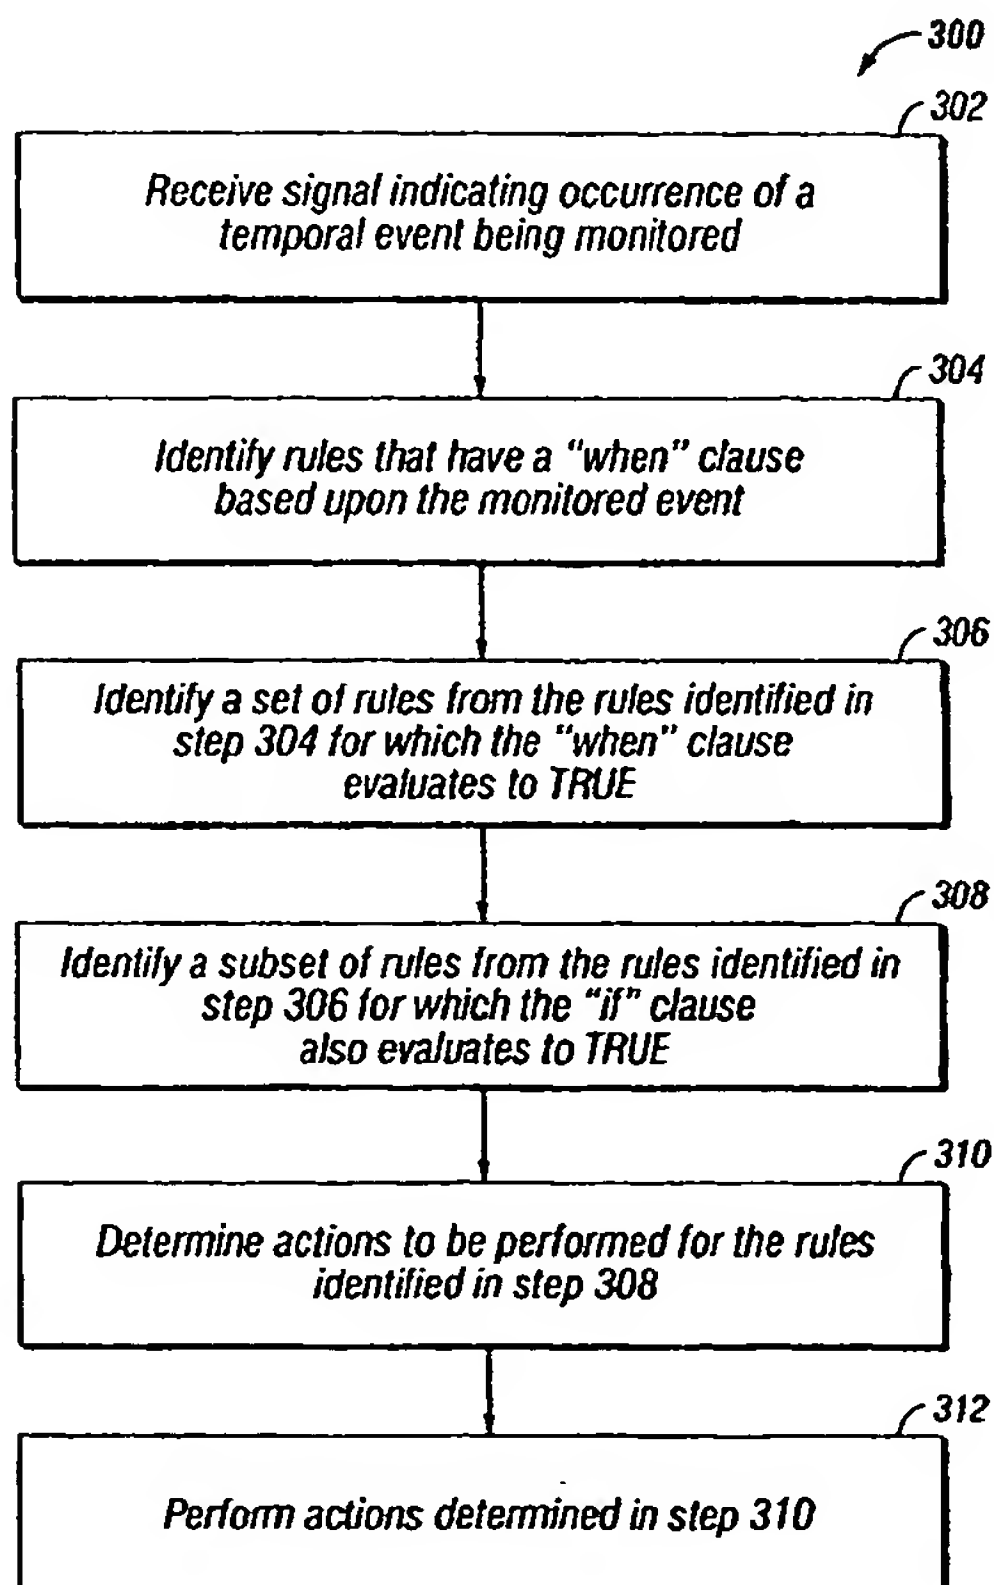 300
302
Receive signal indicating occurrence of a
temporal event being monitored
304
Identify rules that have a “when” clause
based upon the monitored event
306
Identify a set of rules from the rules identified in
step 304 for which the “when” clause
evaluates to TRUE
308
Identify a subset of rules from the rules identified in
step 306 for which the “if” clause
also evaluates to TRUE
310
Determine actions to be performed for the rules
identified in step 308
312
Perform actions determined in step 310